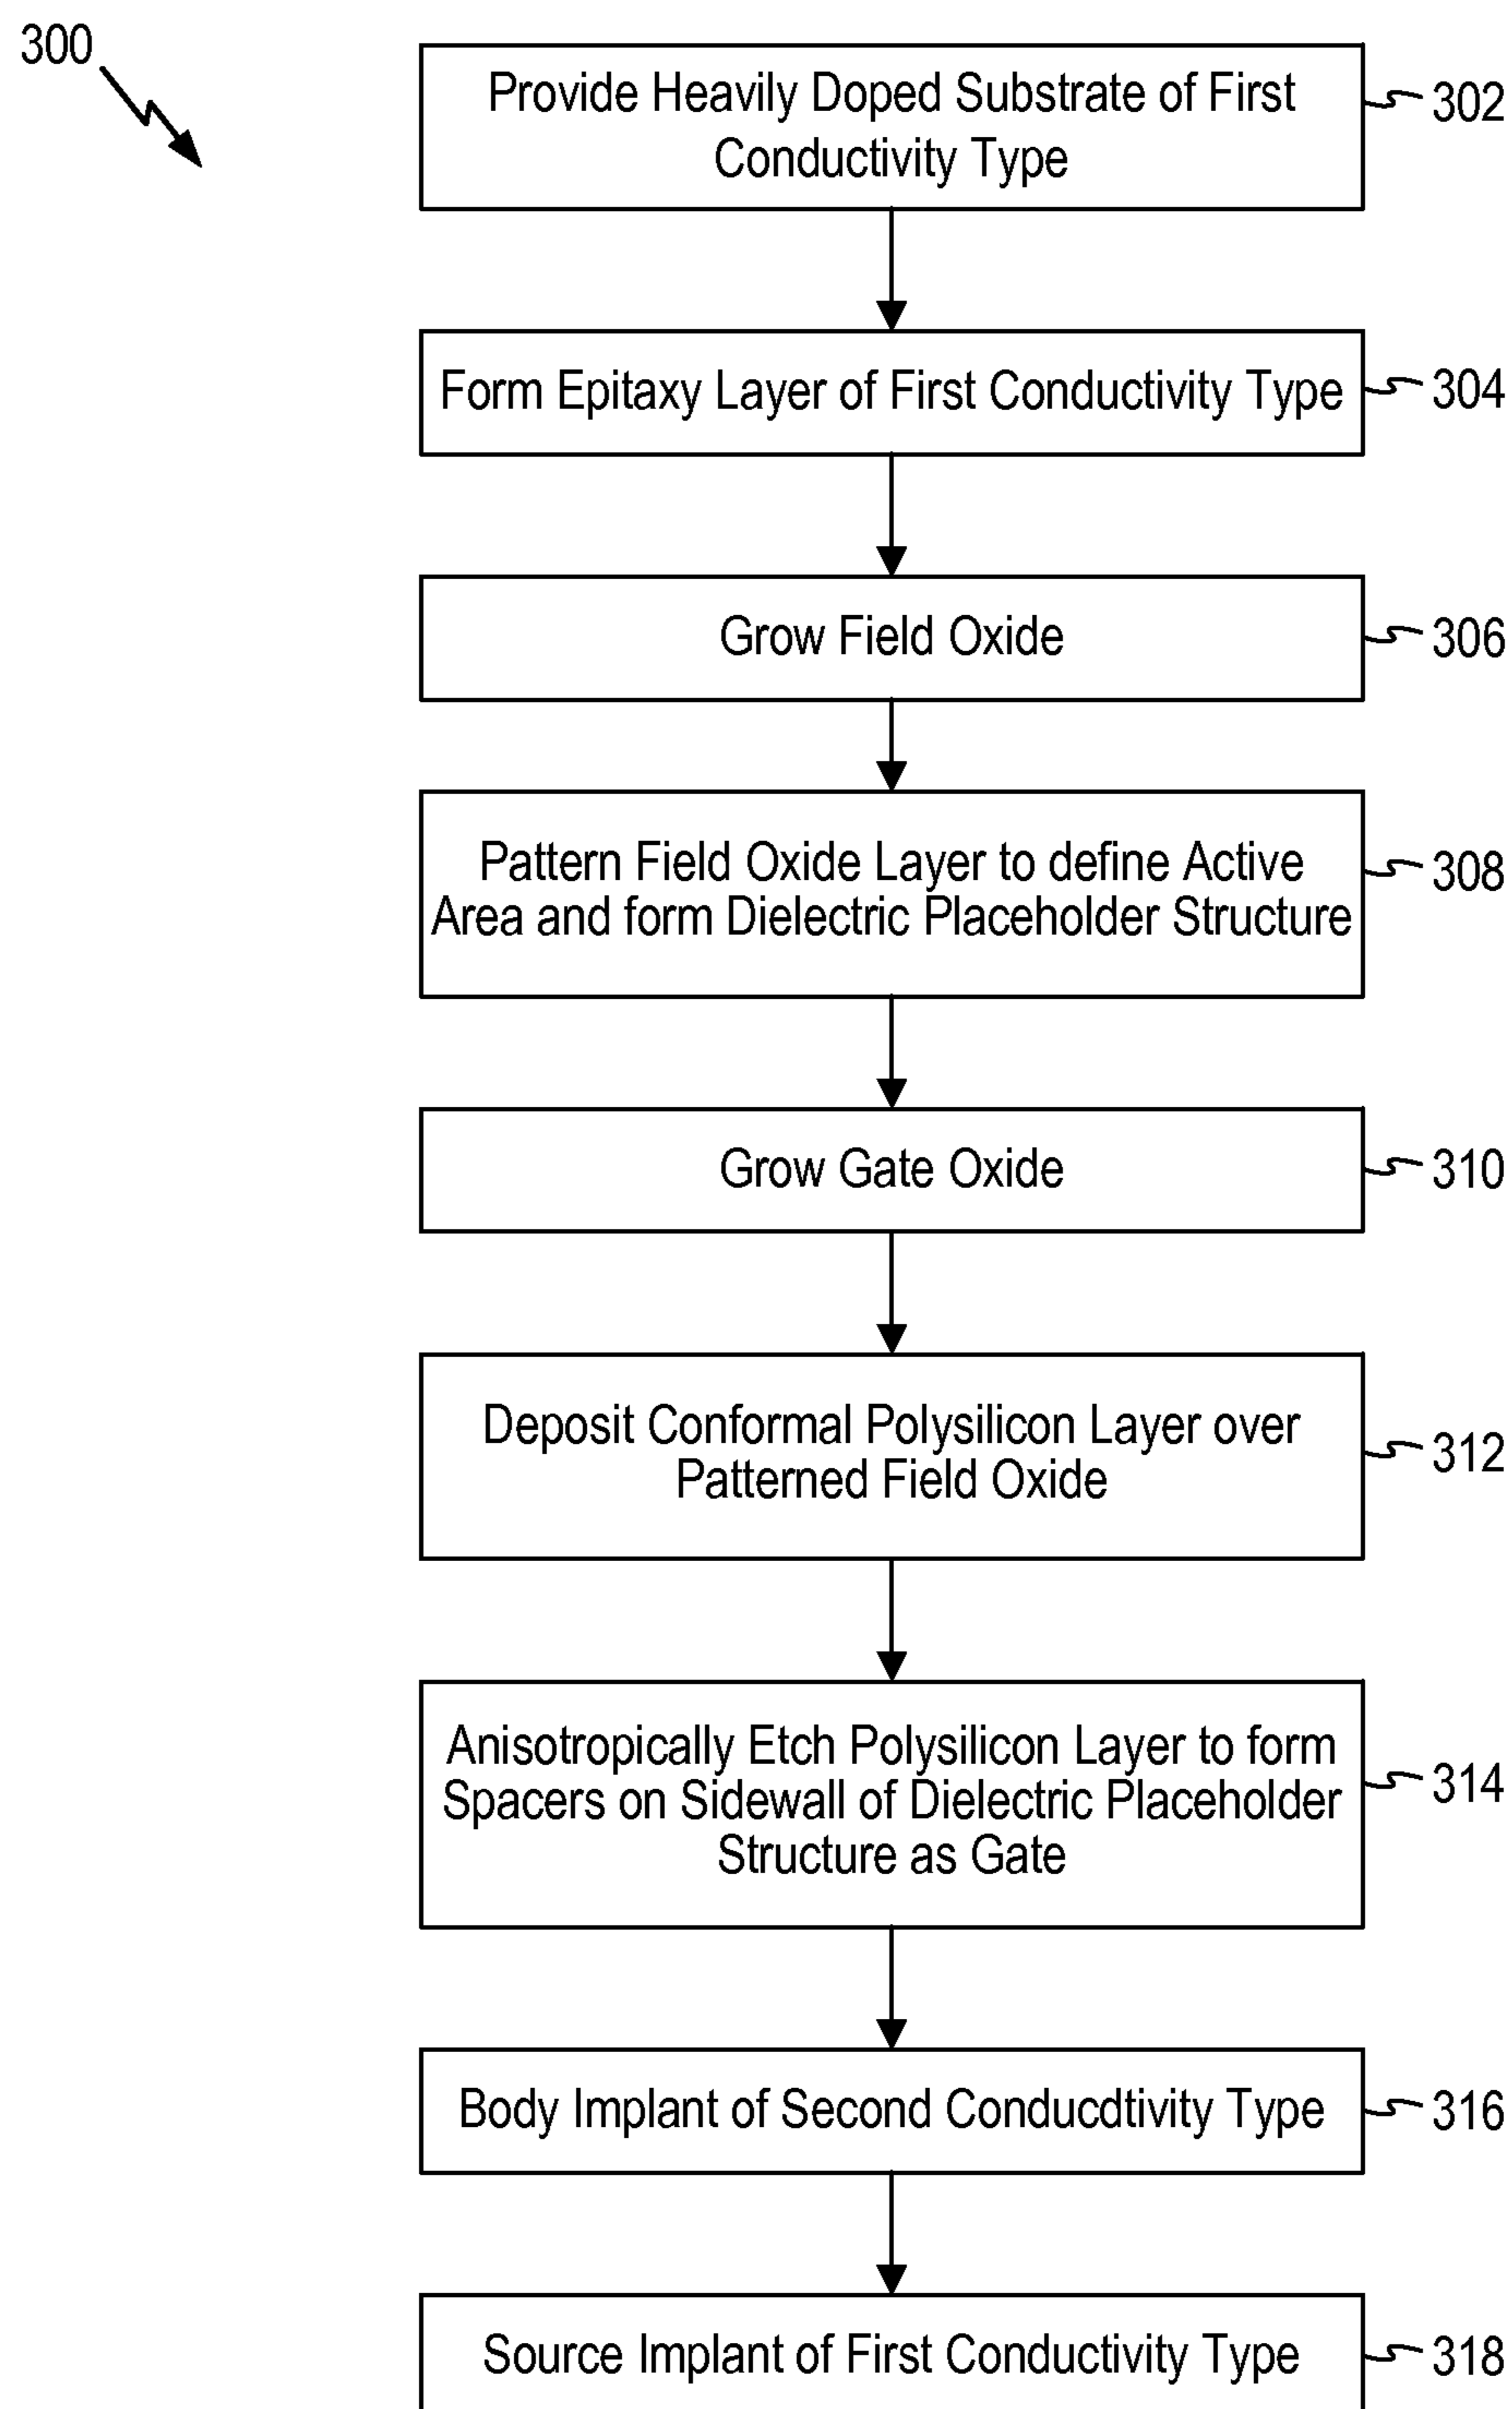 300
Provide Heavily Doped Substrate of First
Conductivity Type
302
Form Epitaxy Layer of First Conductivity Type
304
Grow Field Oxide
306
Pattern Field Oxide Layer to define Active
Area and form Dielectric Placeholder Structure
308
Grow Gate Oxide
310
Deposit Conformal Polysilicon Layer over
Patterned Field Oxide
312
Anisotropically Etch Polysilicon Layer to form
Spacers on Sidewall of Dielectric Placeholder
Structure as Gate
314
Body Implant of Second Conducdtivity Type
316
Source Implant of First Conductivity Type
318